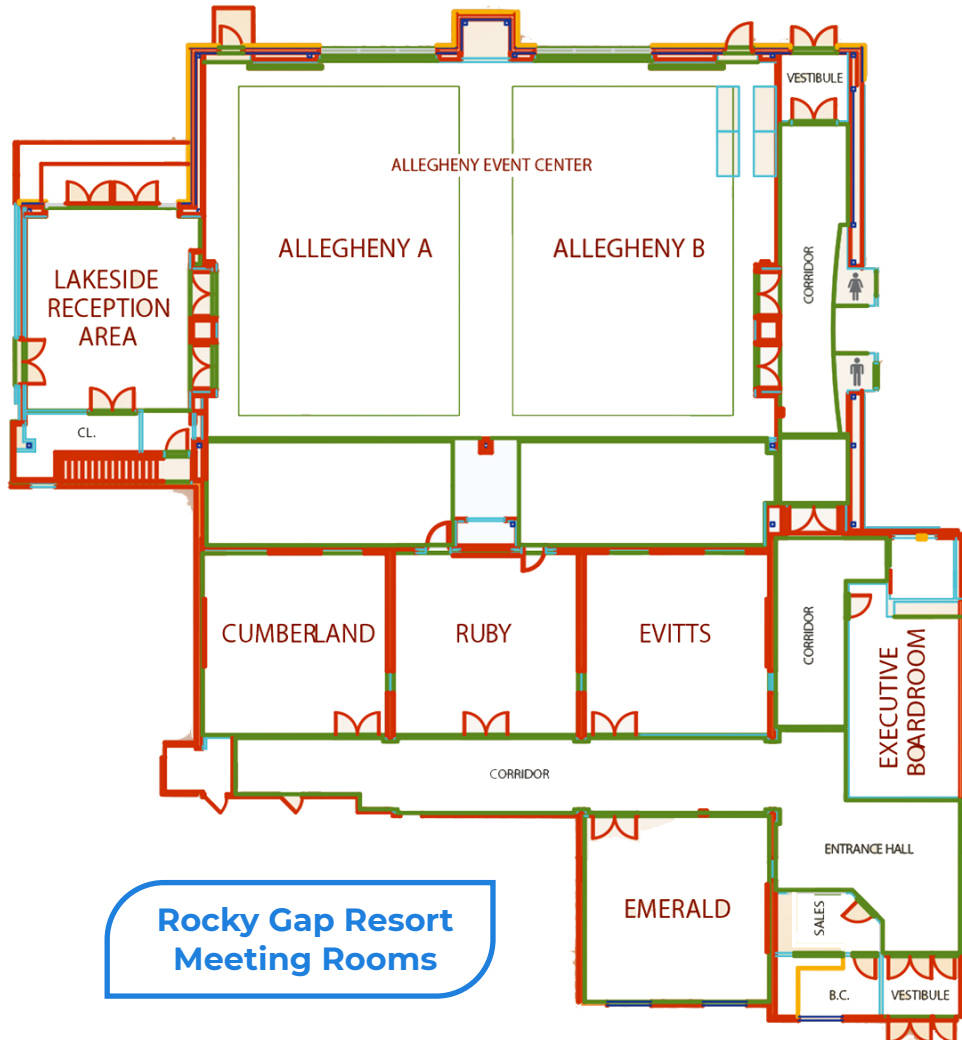 VESTIBULE
ALLEGHENY EVENT CENTER
ALLEGHENY A
ALLEGHENY B
CORRIDOR
LAKESIDE
RECEPTION
AREA
CL.
CUMBERLAND
RUBY
EVITTS
CORRIDOR
EXECUTIVE
BOARDROOM
CORRIDOR
ENTRANCE HALL
EMERALD
SALES
B.C.
VESTIBULE
Rocky Gap Resort
Meeting Rooms